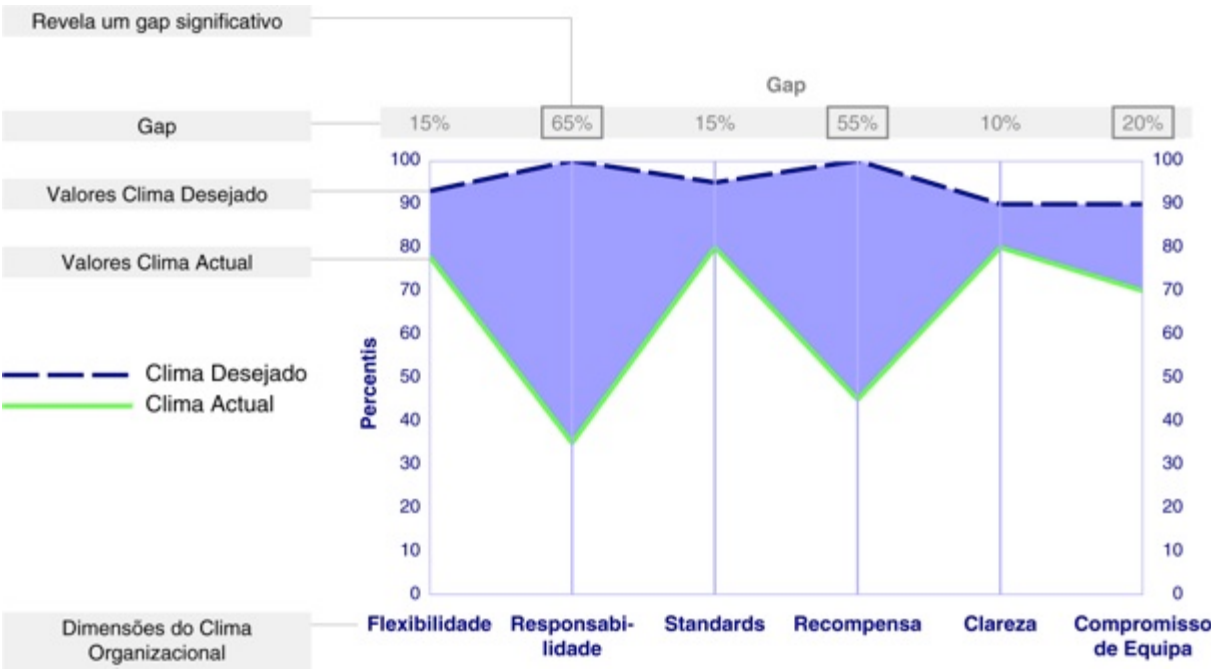 Revela um gap significativo
Gap
Gap
15% 65% 15% 55% 10% 20%
100 100
Valores Clima Desejado
90 90
80 80
Valores Clima Actual
70 70
60 60
50 50
40 40
30 30
20 20
10 10
0 0
Clima Desejado
Clima Actual
Percentis
Dimensões do Clima
Organizacional
Flexibilidade
Responsabi-
lidade
Standards
Recompensa
Clareza
Compromisso
de Equipa